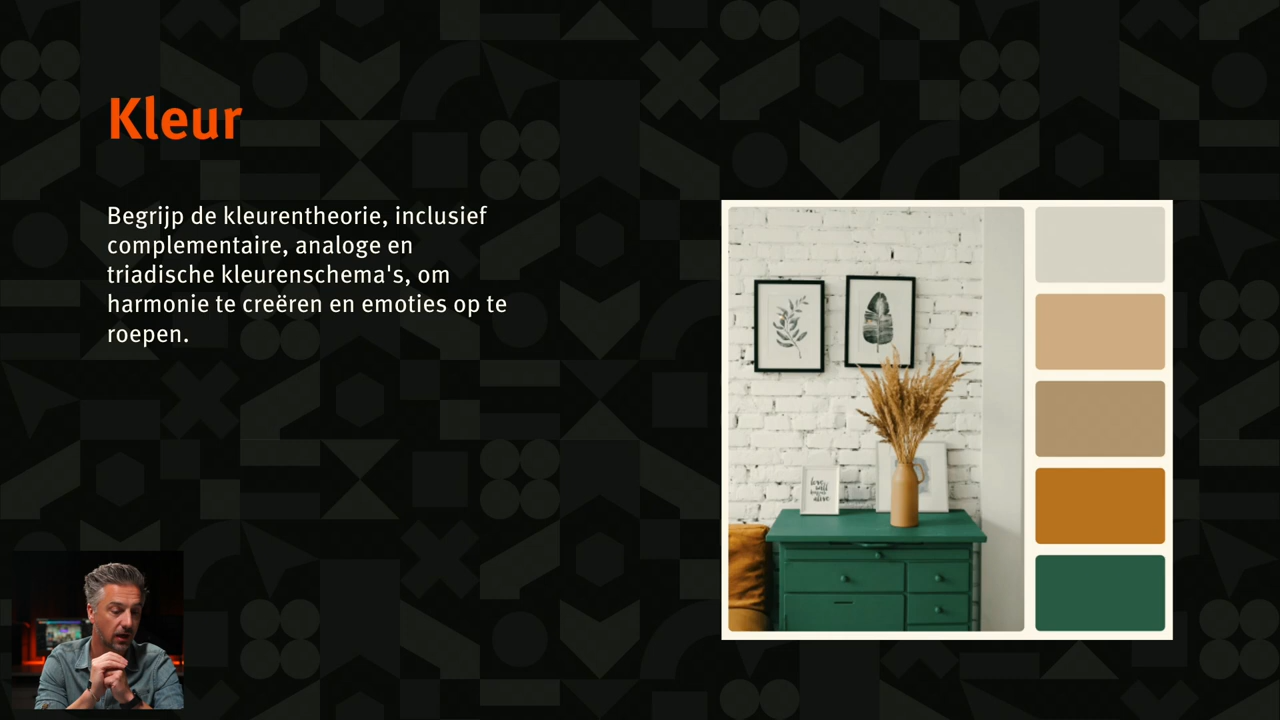 Kleur
Begrijp de kleurentheorie, inclusief
complementaire, analoge en
triadische kleurenschema's, om
harmonie te creëren en emoties op te
roepen.